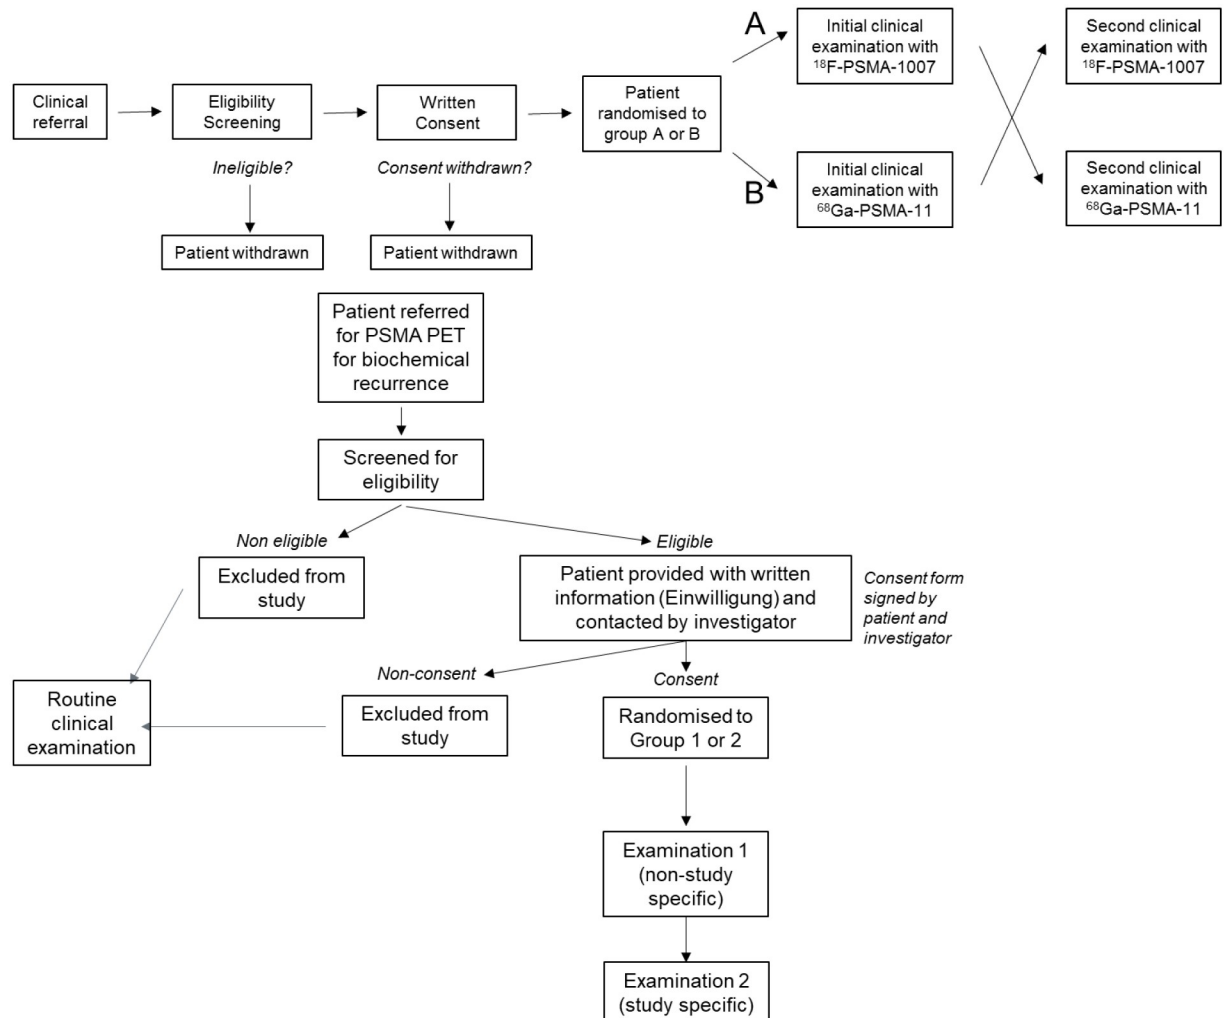 Clinical
referral
Eligibility
Screening
Written
Consent
Patient
randomised to
group A or B
A
B
Initial clinical
examination with
¹⁸F-PSMA-1007
Second clinical
examination with
¹⁸F-PSMA-1007
Initial clinical
examination with
⁶⁸Ga-PSMA-11
Second clinical
examination with
⁶⁸Ga-PSMA-11
Ineligible?
Consent withdrawn?
Patient withdrawn
Patient withdrawn
Patient referred
for PSMA PET
for biochemical
recurrence
Screened for
eligibility
Non eligible
Eligible
Excluded from
study
Patient provided with written
information (Einwilligung) and
contacted by investigator
Consent form
signed by
patient and
investigator
Non-consent
Consent
Routine
clinical
examination
Excluded from
study
Randomised to
Group 1 or 2
Examination 1
(non-study
specific)
Examination 2
(study specific)